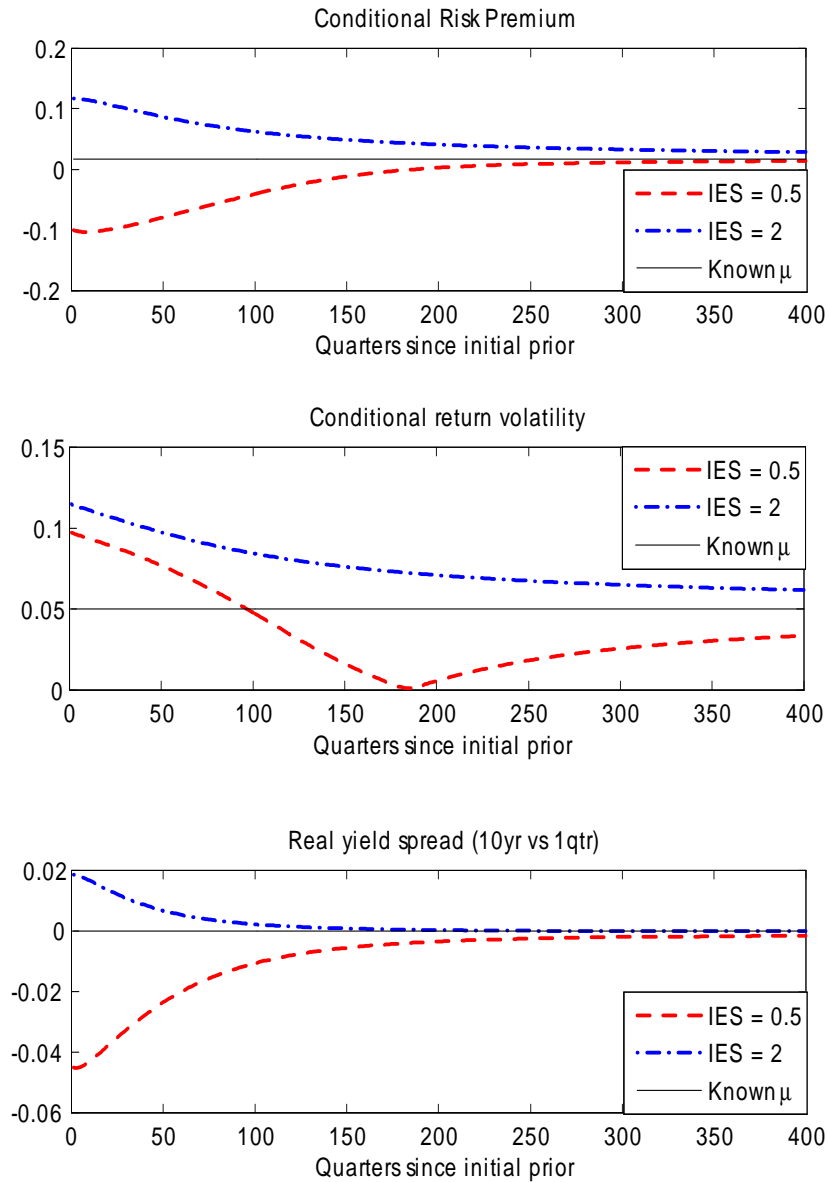 Conditional Risk Premium
0.2
0.1
0
-0.1
-0.2
IES = 0.5
IES = 2
Known μ
0 50 100 150 200 250 300 350 400
Quarters since initial prior
Conditional return volatility
0.15
0.1
0.05
0
IES = 0.5
IES = 2
Known μ
0 50 100 150 200 250 300 350 400
Quarters since initial prior
Real yield spread (10yr vs 1qtr)
0.02
0
-0.02
-0.04
-0.06
IES = 0.5
IES = 2
Known μ
0 50 100 150 200 250 300 350 400
Quarters since initial prior